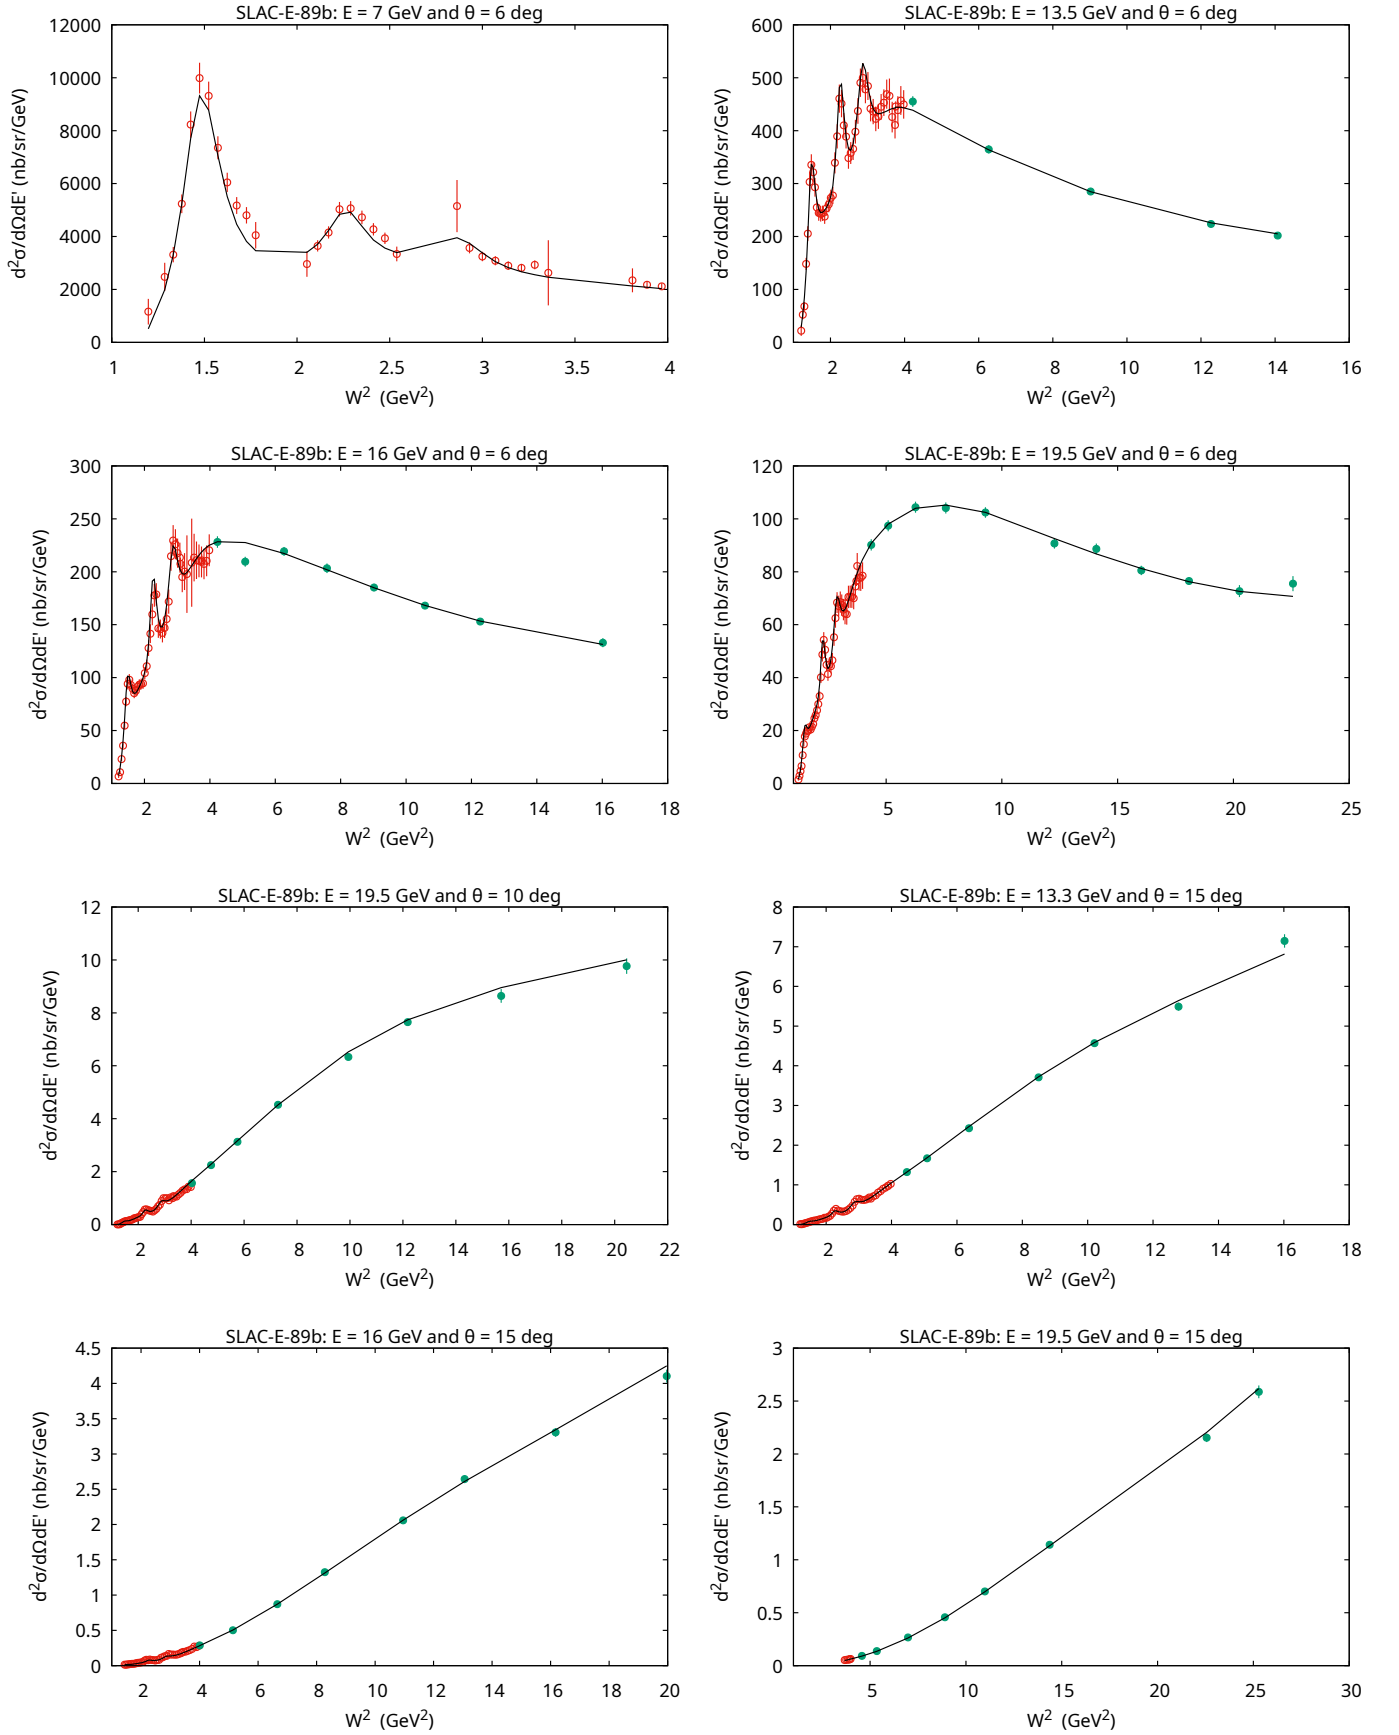 SLAC-E-89b: E = 7 GeV and θ = 6 deg
d²σ/dΩdE' (nb/sr/GeV)
12000
10000
8000
6000
4000
2000
0
1 1.5 2 2.5 3 3.5 4
W² (GeV²)
SLAC-E-89b: E = 13.5 GeV and θ = 6 deg
d²σ/dΩdE' (nb/sr/GeV)
600
500
400
300
200
100
0
2 4 6 8 10 12 14 16
W² (GeV²)
SLAC-E-89b: E = 16 GeV and θ = 6 deg
d²σ/dΩdE' (nb/sr/GeV)
300
250
200
150
100
50
0
2 4 6 8 10 12 14 16 18
W² (GeV²)
SLAC-E-89b: E = 19.5 GeV and θ = 6 deg
d²σ/dΩdE' (nb/sr/GeV)
120
100
80
60
40
20
0
5 10 15 20 25
W² (GeV²)
SLAC-E-89b: E = 19.5 GeV and θ = 10 deg
d²σ/dΩdE' (nb/sr/GeV)
12
10
8
6
4
2
0
2 4 6 8 10 12 14 16 18 20 22
W² (GeV²)
SLAC-E-89b: E = 13.3 GeV and θ = 15 deg
d²σ/dΩdE' (nb/sr/GeV)
8
7
6
5
4
3
2
1
0
2 4 6 8 10 12 14 16 18
W² (GeV²)
SLAC-E-89b: E = 16 GeV and θ = 15 deg
d²σ/dΩdE' (nb/sr/GeV)
4.5
4
3.5
3
2.5
2
1.5
1
0.5
0
2 4 6 8 10 12 14 16 18 20
W² (GeV²)
SLAC-E-89b: E = 19.5 GeV and θ = 15 deg
d²σ/dΩdE' (nb/sr/GeV)
3
2.5
2
1.5
1
0.5
0
5 10 15 20 25 30
W² (GeV²)